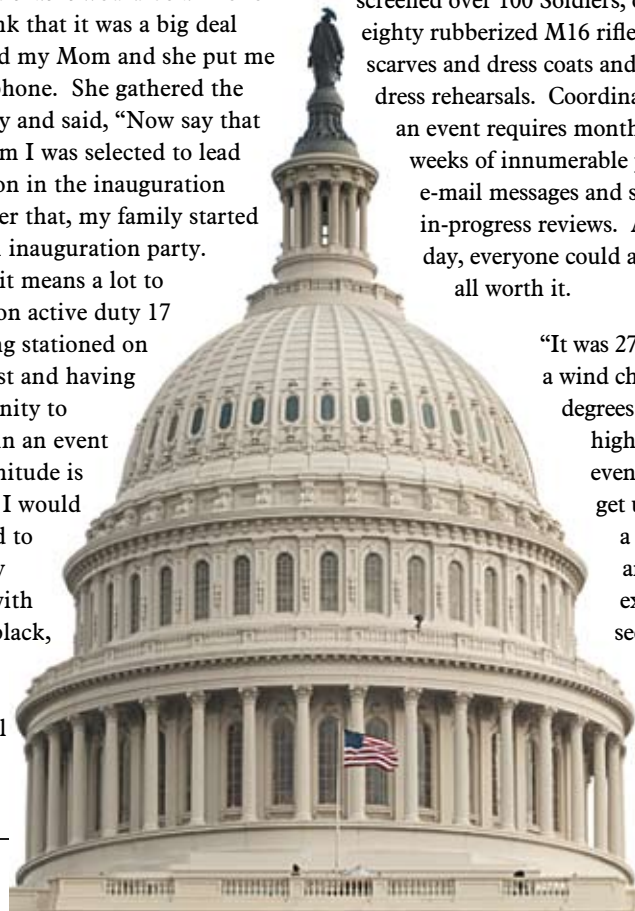 nk that it was a big deal
d my Mom and she put me
phone. She gathered the
y and said, “Now say that
m I was selected to lead
on in the inauguration
er that, my family started
inauguration party.
it means a lot to
on active duty 17
ng stationed on
st and having
nity to
in an event
nitude is
I would
d to
y
with
black,
l
screened over 100 Soldiers,
eighty rubberized M16 rifle
scarves and dress coats and
dress rehearsals. Coordina
an event requires month
weeks of innumerable
e-mail messages and s
in-progress reviews. A
day, everyone could a
all worth it.
“It was 27
a wind ch
degrees
high
even
get u
a
a
ex
se